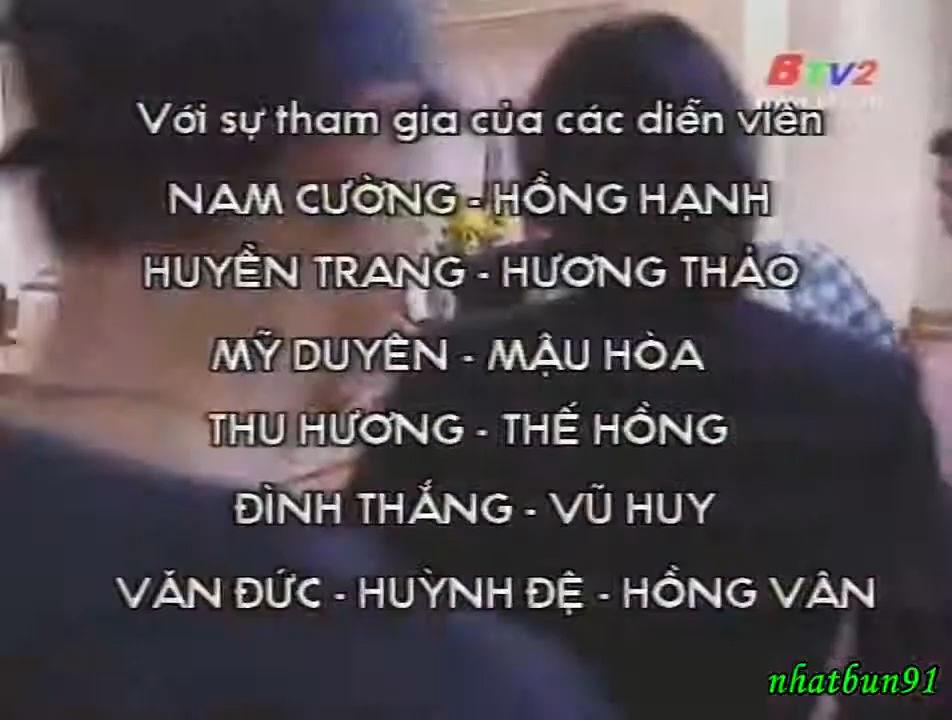 BTV2
Với sự tham gia của các diễn viên
NAM CƯỜNG - HỒNG HẠNH
HUYỀN TRANG - HƯƠNG THẢO
MỸ DUYÊN - MẬU HÒA
THU HƯƠNG - THẾ HỒNG
ĐÌNH THẮNG - VŨ HUY
VĂN ĐỨC - HUỲNH ĐỆ - HỒNG VÂN
nhatbun91